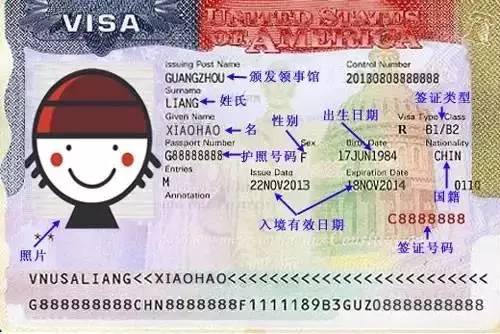 VISA UNITED STATES OF AMERICA
Issuing Post Name Control Number
GUANGZHOU 颁发领事馆 20130808888888
Surname 签证类型
LIANG 姓氏
Given Name 性别 出生日期 Visa Type/Class
XIAOHAO 名 R B1/B2
Passport Number Sex Birth Date Nationality
G88888888 护照号码 F 17JUN1984 CHIN
Entries Issue Date Expiration Date 国籍
M 22NOV2013 18NOV2014 0110
Annotation
入境有效日期 C8888888
**
照片 签证号码
VNUSALIANG<<XIAOHAO<<<<<<<<<<<<<<<<<<<<<<<<<
G888888888CHN8888888F1111189B3GUZ08888888888